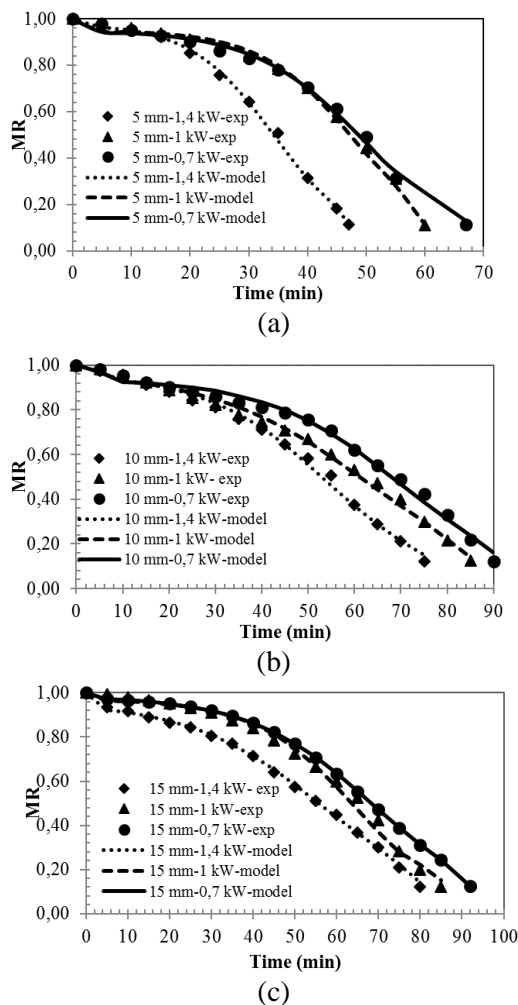 1,00
0,80
0,60
0,40
0,20
0,00
MR
5 mm-1,4 kW-exp
5 mm-1 kW-exp
5 mm-0,7 kW-exp
5 mm-1,4 kW-model
5 mm-1 kW-model
5 mm-0,7 kW-model
0 10 20 30 40 50 60 70
Time (min)
(a)
1,00
0,80
0,60
0,40
0,20
0,00
MR
10 mm-1,4 kW-exp
10 mm-1 kW- exp
10 mm-0,7 kW-exp
10 mm-1,4 kW-model
10 mm-1 kW-model
10 mm-0,7 kW-model
0 10 20 30 40 50 60 70 80 90
Time (min)
(b)
1,00
0,80
0,60
0,40
0,20
0,00
MR
15 mm-1,4 kW- exp
15 mm-1 kW-exp
15 mm-0,7 kW-exp
15 mm-1,4 kW-model
15 mm-1 kW-model
15 mm-0,7 kW-model
0 10 20 30 40 50 60 70 80 90 100
Time (min)
(c)